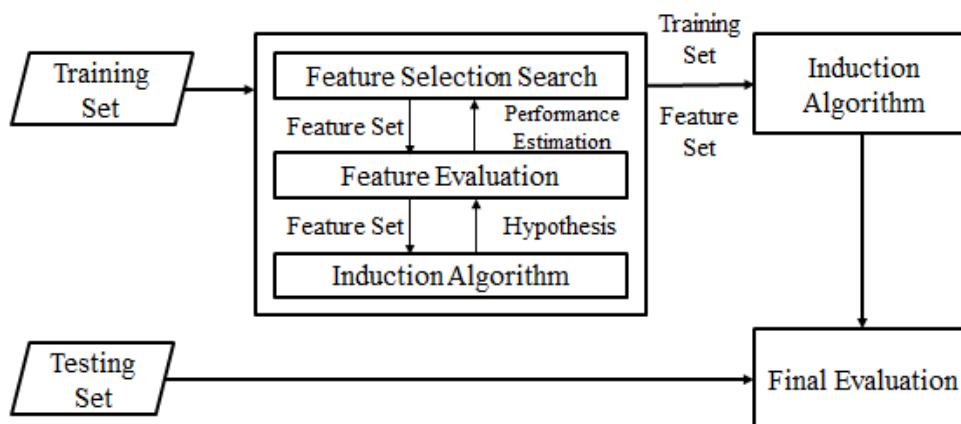 Training
Set
Feature Selection Search
Feature Set
Performance
Estimation
Feature Evaluation
Feature Set
Hypothesis
Induction Algorithm
Training
Set
Feature
Set
Induction
Algorithm
Testing
Set
Final Evaluation